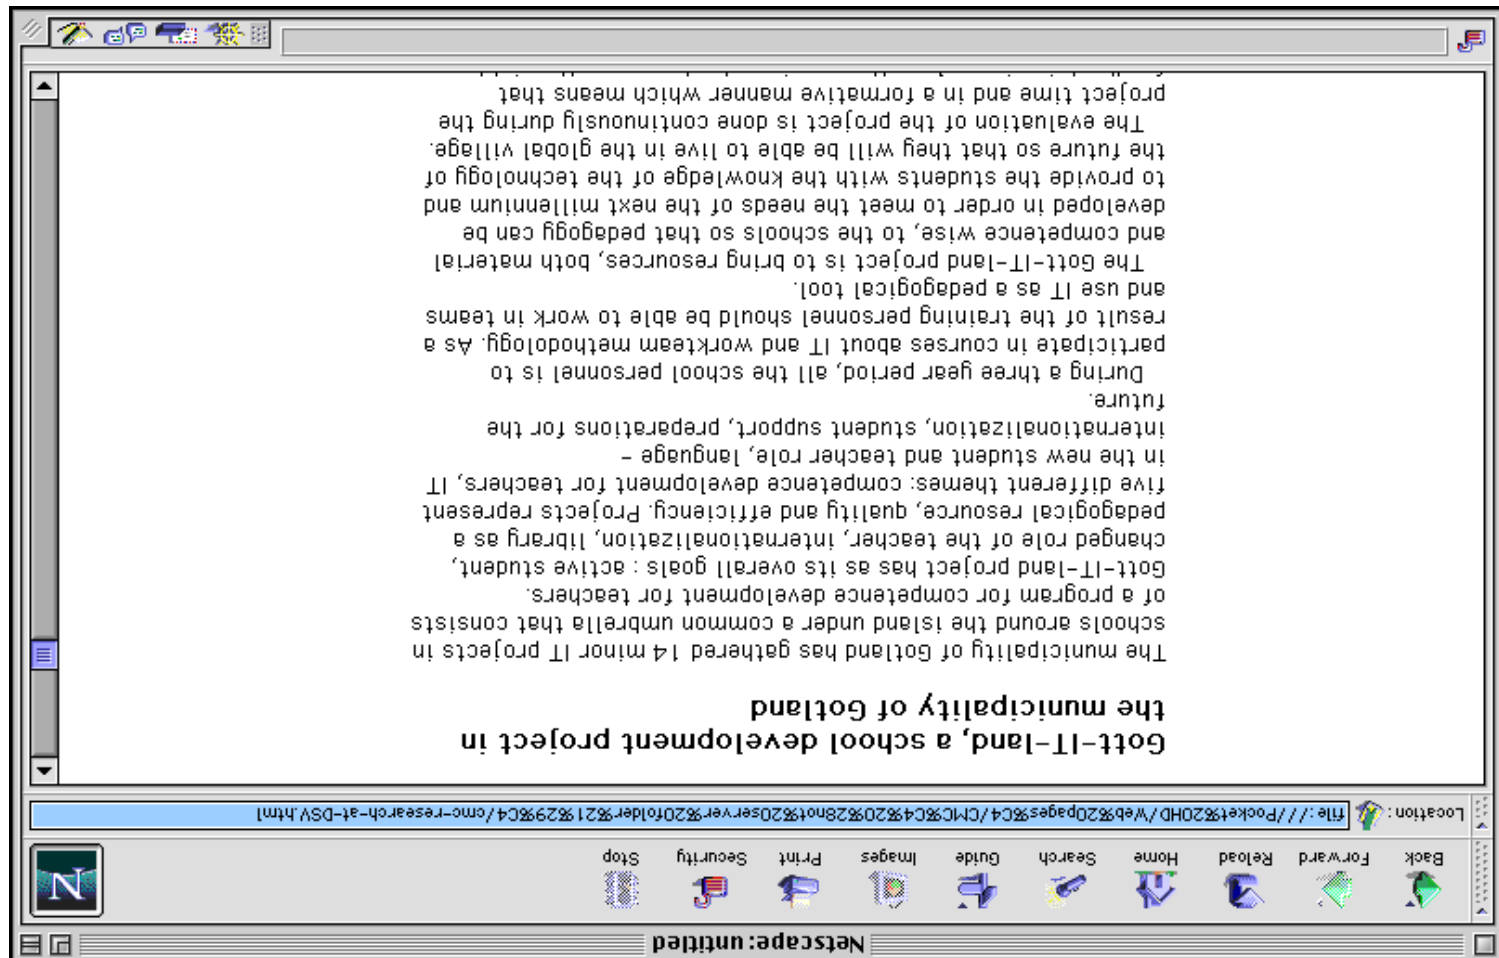 Netscape: untitled
Back Forward Reload Home Search Guide Images Print Security Stop
Location: file:///Pocket%20HD/Web%20pages%C4/CMC%C4%20%28not%20server%20folder%21%29%C4/cmc-research-at-DSV.html
N
Gott-IT-land, a school development project in
the municipality of Gotland
The municipality of Gotland has gathered 14 minor IT projects in
schools around the island under a common umbrella that consists
of a program for competence development for teachers.
Gott-IT-land project has as its overall goals : active student,
changed role of the teacher, internationalization, library as a
pedagogical resource, quality and efficiency. Projects represent
five different themes: competence development for teachers, IT
in the new student and teacher role, language -
internationalization, student support, preparations for the
future.
During a three year period, all the school personnel is to
participate in courses about IT and workteam methodology. As a
result of the training personnel should be able to work in teams
and use IT as a pedagogical tool.
The Gott-IT-land project is to bring resources, both material
and competence wise, to the schools so that pedagogy can be
developed in order to meet the needs of the next millennium and
to provide the students with the knowledge of the technology of
the future so that they will be able to live in the global village.
The evaluation of the project is done continuously during the
project time and in a formative manner which means that